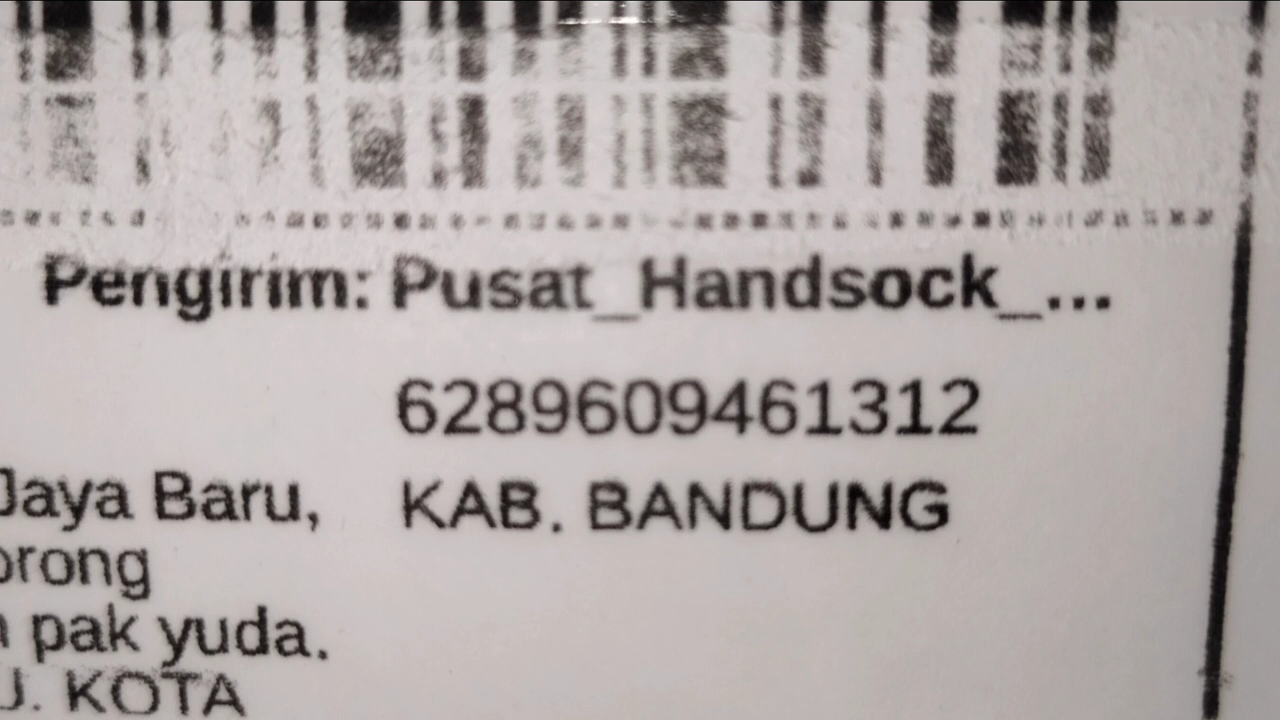 Pengirim: Pusat_Handsock_...
6289609461312
KAB. BANDUNG
Jaya Baru,
orong
pak yuda.
J. KOTA